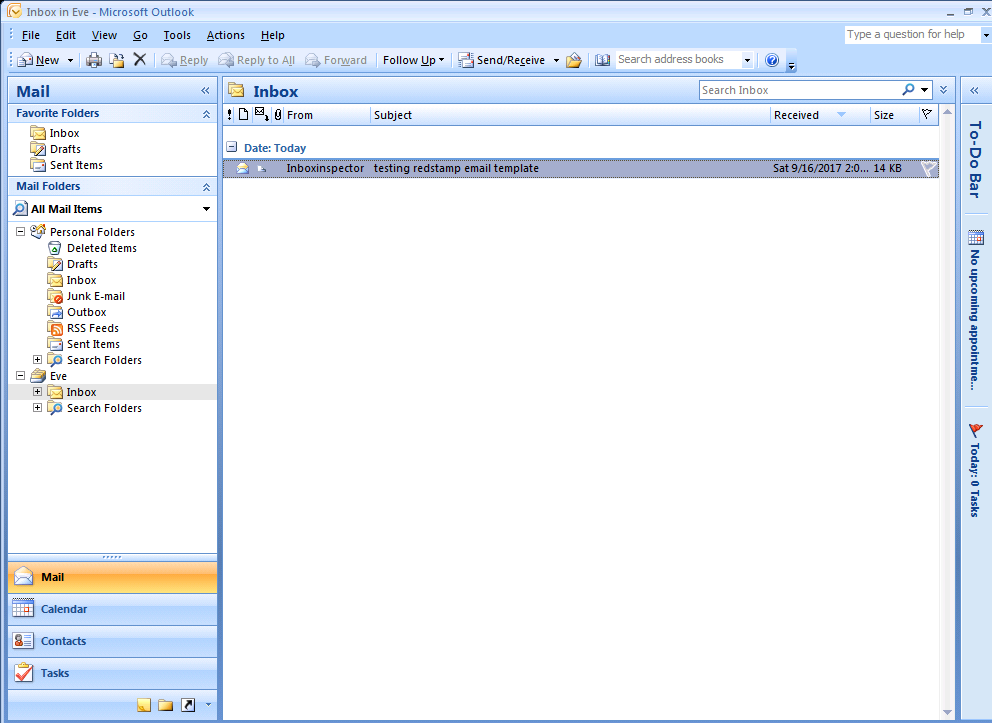 Inbox in Eve - Microsoft Outlook
File Edit View Go Tools Actions Help
Type a question for help
New Reply Reply to All Forward Follow Up Send/Receive Search address books
Mail
Favorite Folders
Inbox
Drafts
Sent Items
Mail Folders
All Mail Items
Personal Folders
Deleted Items
Drafts
Inbox
Junk E-mail
Outbox
RSS Feeds
Sent Items
Search Folders
Eve
Inbox
Search Folders
Mail
Calendar
Contacts
Tasks
Inbox
Search Inbox
From Subject Received Size
Date: Today
Inboxinspector testing redstamp email template Sat 9/16/2017 2:0... 14 KB
To-Do Bar
No upcoming appointme...
Today: 0 Tasks